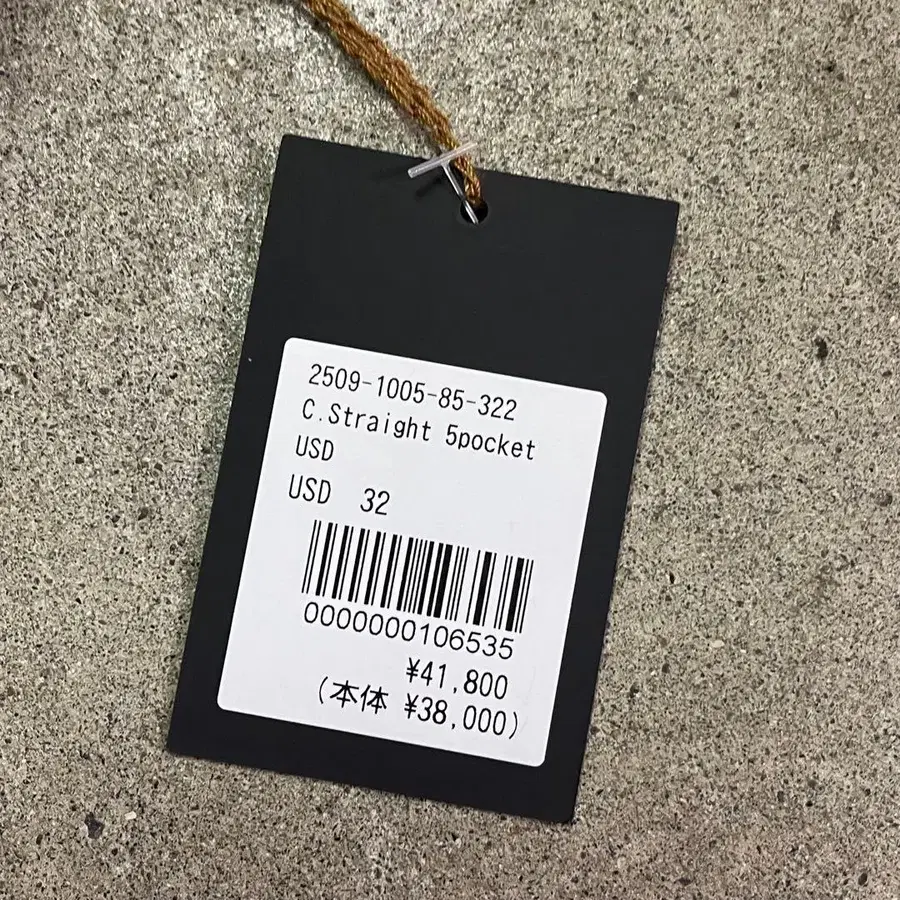 2509-1005-85-322
C.Straight 5pocket
USD
USD 32
0000000106535
¥41,800
(本体 ¥38,000)